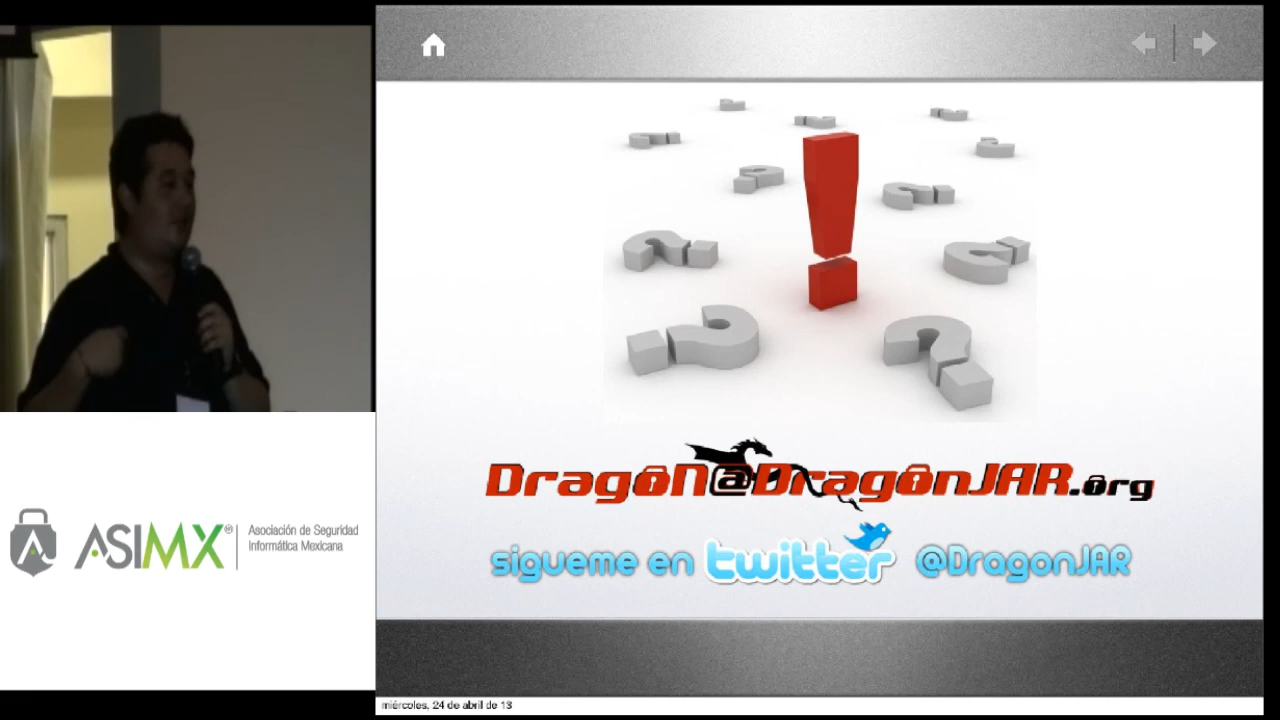 ASIMX®
Asociación de Seguridad
Informática Mexicana
Dragon@DragonJAR.org
sigueme en twitter @DragonJAR
miércoles, 24 de abril de 13